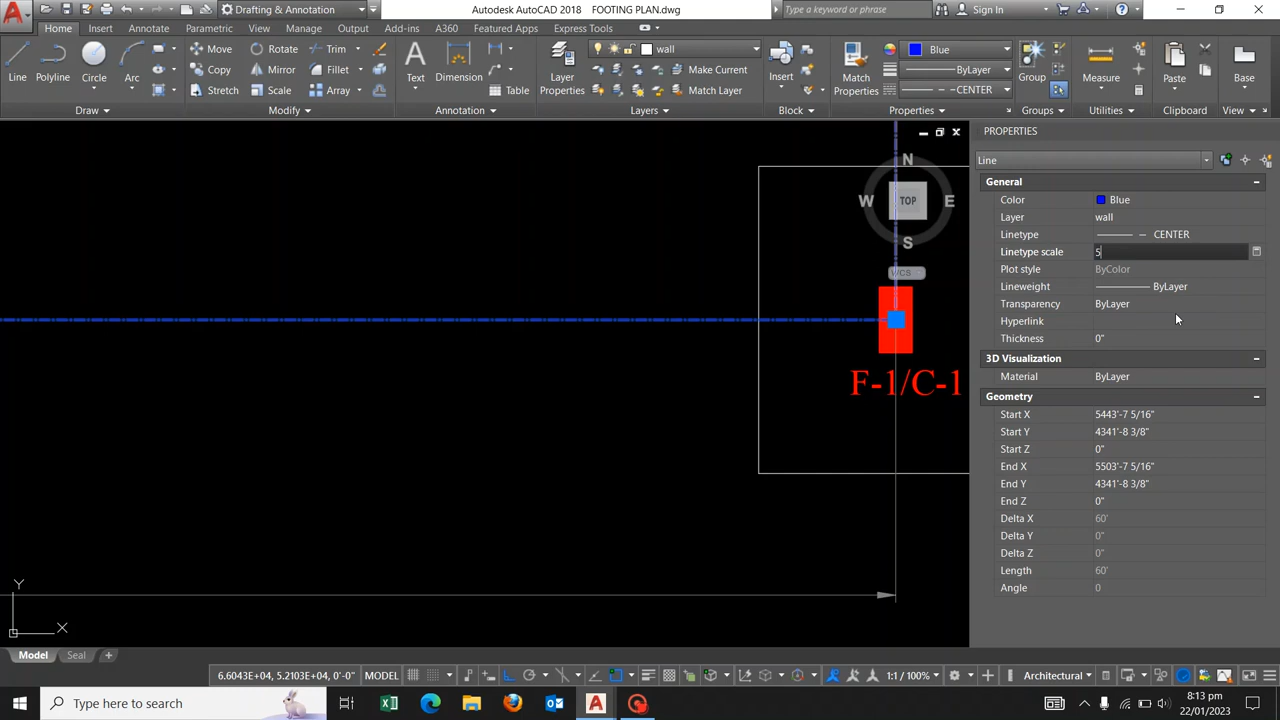 Drafting & Annotation
Autodesk AutoCAD 2018 FOOTING PLAN.dwg
Type a keyword or phrase
Sign In
Home Insert Annotate Parametric View Manage Output Add-ins A360 Featured Apps Express Tools
Line
Polyline
Circle
Arc
Move
Rotate
Trim
Copy
Mirror
Fillet
Stretch
Scale
Array
Text
Dimension
Table
Layer
Properties
wall
Make Current
Match Layer
Insert
Match
Properties
Blue
ByLayer
CENTER
Group
Measure
Paste
Base
Draw
Modify
Annotation
Layers
Block
Properties
Groups
Utilities
Clipboard
View
N
W
TOP
E
S
WCS
F-1/C-1
Y
X
PROPERTIES
Line
General
Color Blue
Layer wall
Linetype CENTER
Linetype scale 5
Plot style ByColor
Lineweight ByLayer
Transparency ByLayer
Hyperlink
Thickness 0"
3D Visualization
Material ByLayer
Geometry
Start X 5443'-7 5/16"
Start Y 4341'-8 3/8"
Start Z 0"
End X 5503'-7 5/16"
End Y 4341'-8 3/8"
End Z 0"
Delta X 60'
Delta Y 0"
Delta Z 0"
Length 60'
Angle 0
Model Seal
6.6043E+04, 5.2103E+04, 0'-0" MODEL
1:1 / 100%
Architectural
Type here to search
8:13 pm
22/01/2023